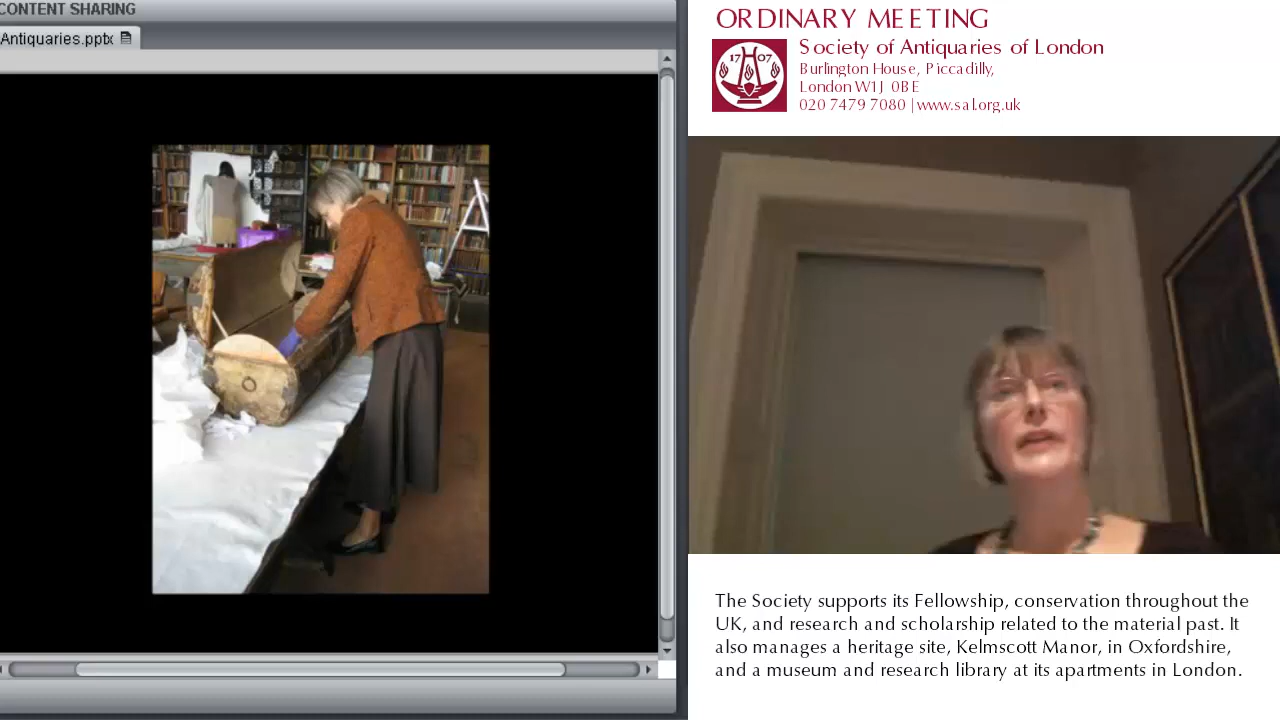 CONTENT SHARING
Antiquaries.pptx
ORDINARY MEETING
Society of Antiquaries of London
Burlington House, Piccadilly,
London W1J 0BE
020 7479 7080 | www.sal.org.uk
17 07
The Society supports its Fellowship, conservation throughout the
UK, and research and scholarship related to the material past. It
also manages a heritage site, Kelmscott Manor, in Oxfordshire,
and a museum and research library at its apartments in London.